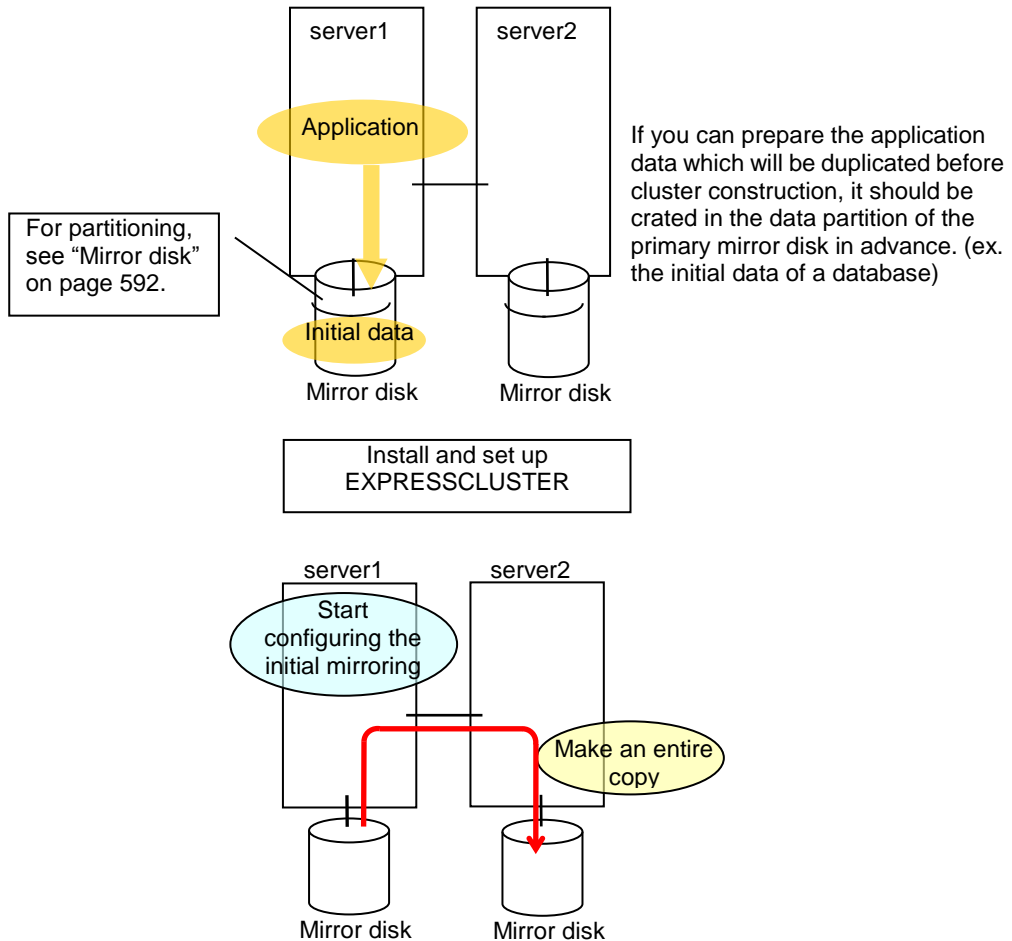 server1
server2
Application
If you can prepare the application
data which will be duplicated before
cluster construction, it should be
crated in the data partition of the
primary mirror disk in advance. (ex.
the initial data of a database)
For partitioning,
see “Mirror disk”
on page 592.
Initial data
Mirror disk
Mirror disk
Install and set up
EXPRESSCLUSTER
server1
server2
Start
configuring the
initial mirroring
Make an entire
copy
Mirror disk
Mirror disk